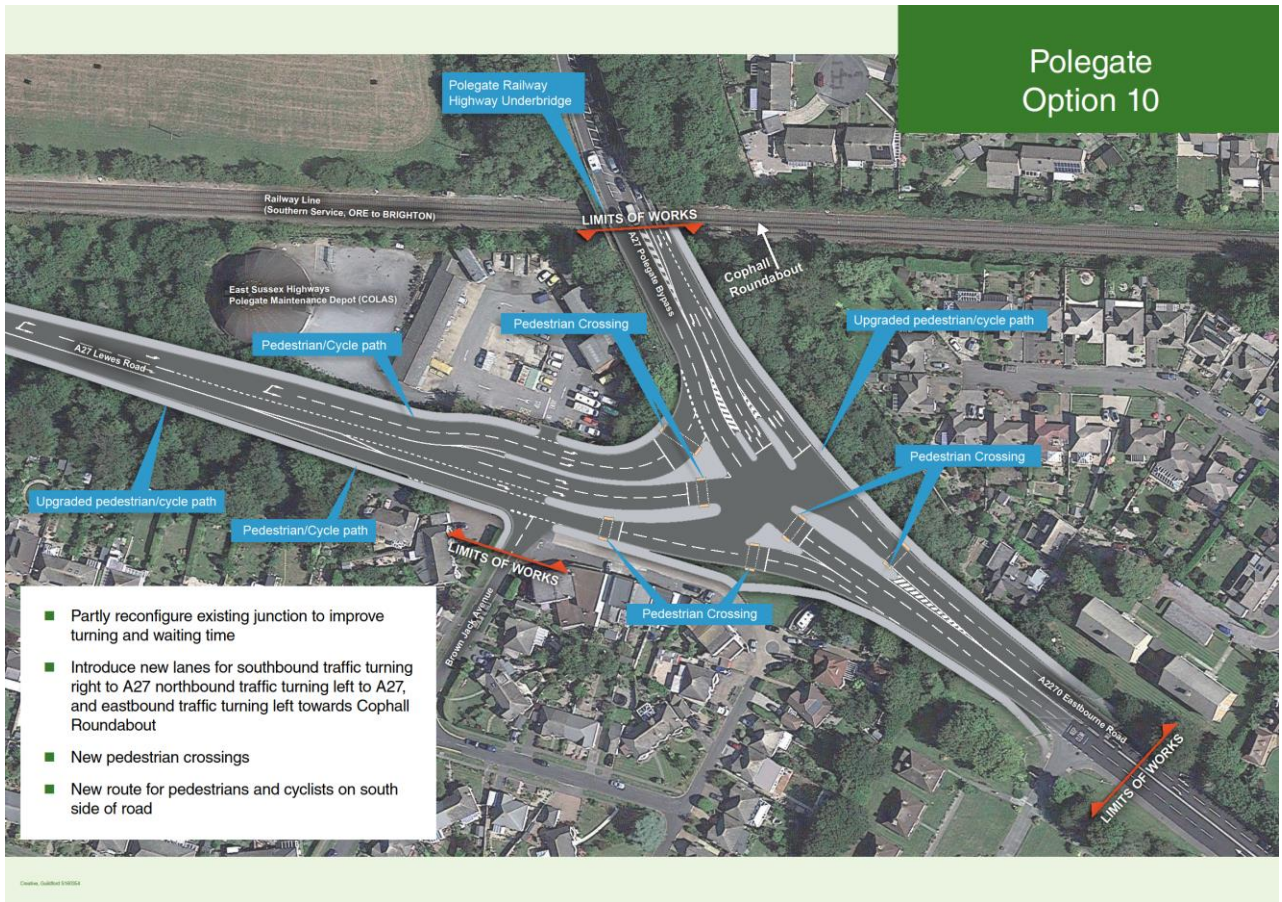 Polegate
Option 10
Polegate Railway
Highway Underbridge
Railway Line
(Southern Service, ORE to BRIGHTON)
LIMITS OF WORKS
A27 Polegate Bypass
Cophall
Roundabout
East Sussex Highways
Polegate Maintenance Depot (COLAS)
Pedestrian Crossing
Upgraded pedestrian/cycle path
A27 Lewes Road
Pedestrian/Cycle path
Pedestrian Crossing
Upgraded pedestrian/cycle path
Pedestrian/Cycle path
LIMITS OF WORKS
Brown Jack Avenue
Pedestrian Crossing
A2270 Eastbourne Road
LIMITS OF WORKS
■ Partly reconfigure existing junction to improve
turning and waiting time
■ Introduce new lanes for southbound traffic turning
right to A27 northbound traffic turning left to A27,
and eastbound traffic turning left towards Cophall
Roundabout
■ New pedestrian crossings
■ New route for pedestrians and cyclists on south
side of road